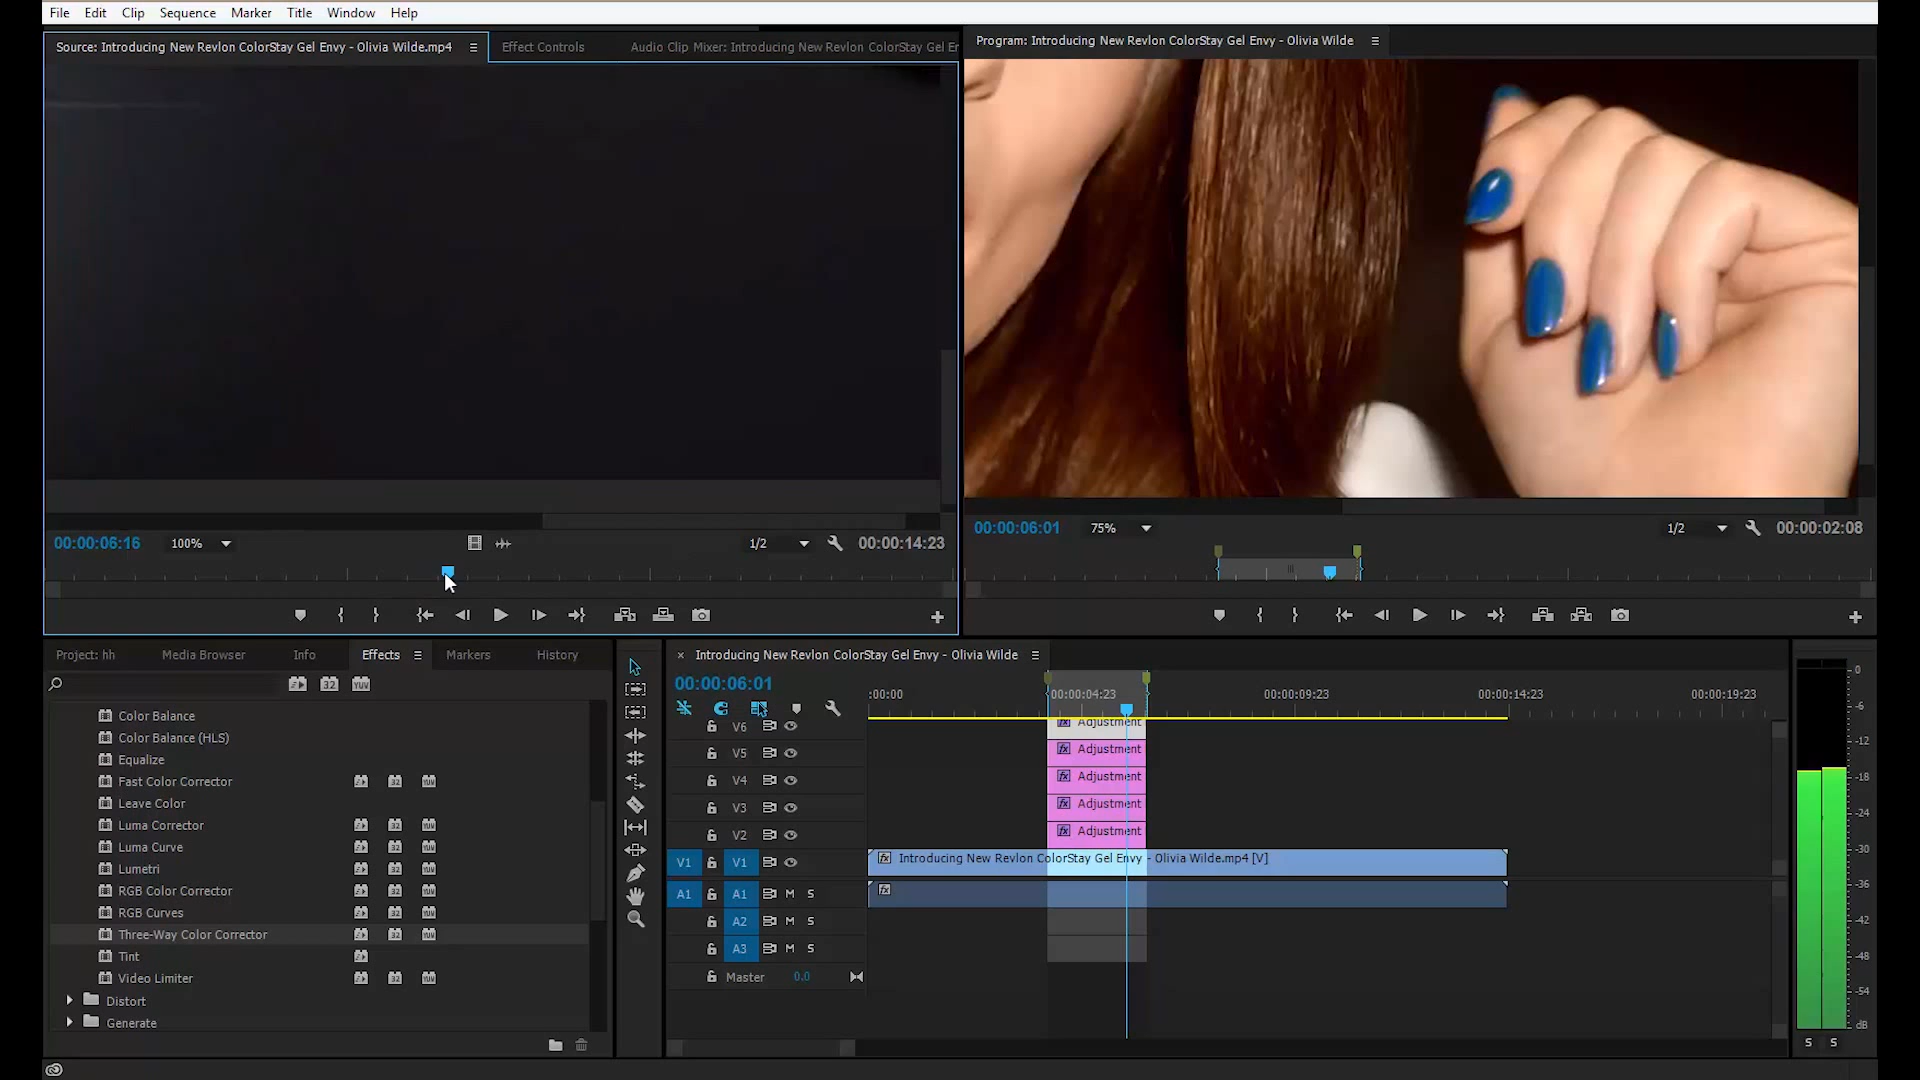 File Edit Clip Sequence Marker Title Window Help
Source: Introducing New Revlon ColorStay Gel Envy - Olivia Wilde.mp4
Effect Controls
Audio Clip Mixer: Introducing New Revlon ColorStay Gel Er
Program: Introducing New Revlon ColorStay Gel Envy - Olivia Wilde
00:00:06:16
100%
1/2
00:00:14:23
00:00:06:01
75%
1/2
00:00:02:08
Project: hh
Media Browser
Info
Effects
Markers
History
32
YUV
Color Balance
Color Balance (HLS)
Equalize
Fast Color Corrector
Leave Color
Luma Corrector
Luma Curve
Lumetri
RGB Color Corrector
RGB Curves
Three-Way Color Corrector
Tint
Video Limiter
Distort
Generate
× Introducing New Revlon ColorStay Gel Envy - Olivia Wilde
00:00:06:01
:00:00
00:00:04:23
00:00:09:23
00:00:14:23
00:00:19:23
V6
Adjustment
V5
Adjustment
V4
Adjustment
V3
Adjustment
V2
Adjustment
V1 V1
Introducing New Revlon ColorStay Gel Envy - Olivia Wilde.mp4 [V]
A1 A1 M S
A2 M S
A3 M S
Master 0.0
0
-6
-12
-18
-24
-30
-36
-42
-48
-54
dB
S S